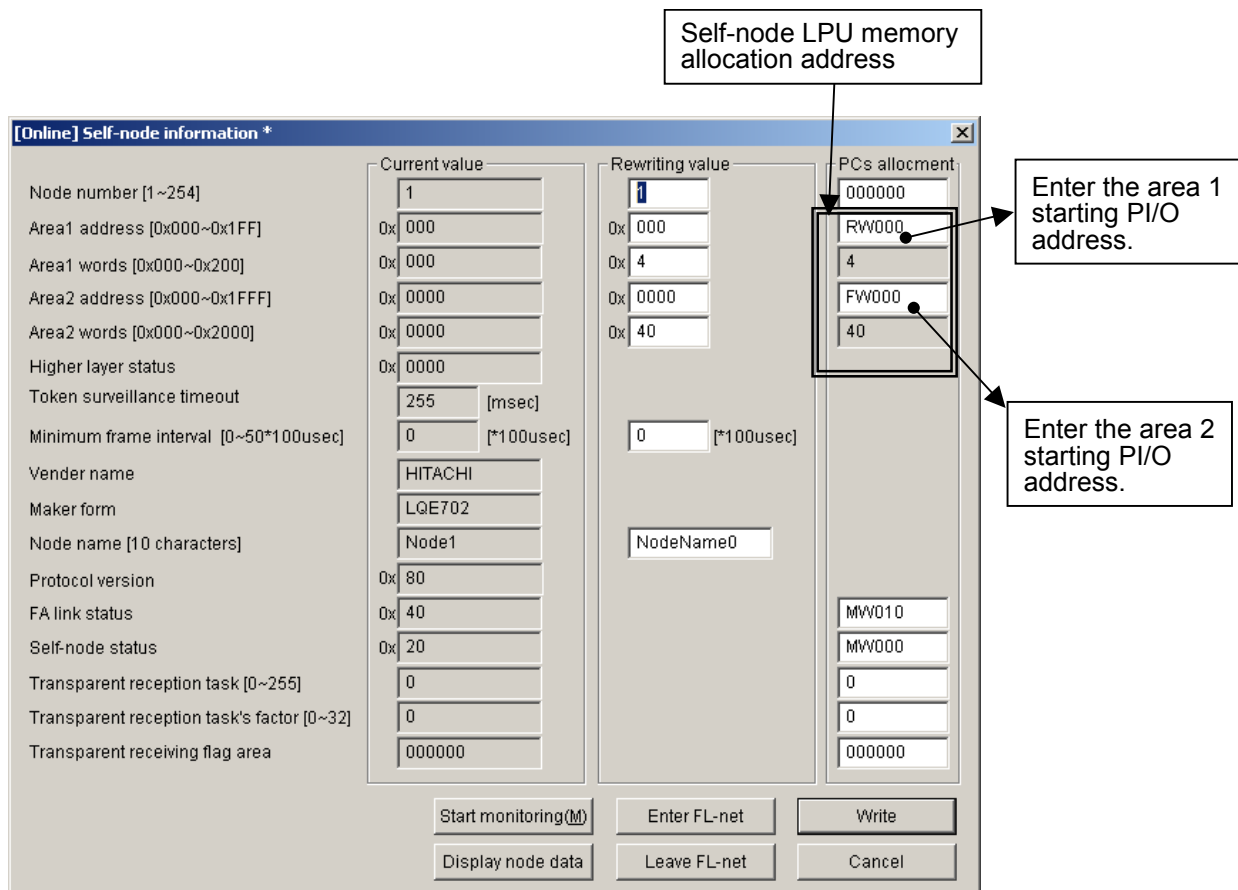 Self-node LPU memory
allocation address
[Online] Self-node information *
Current value Rewriting value PCs allocment
Node number [1~254] 1 1 000000
Area1 address [0x000~0x1FF] 0x 000 0x 000 RW000
Area1 words [0x000~0x200] 0x 000 0x 4 4
Area2 address [0x000~0x1FFF] 0x 0000 0x 0000 FW000
Area2 words [0x000~0x2000] 0x 0000 0x 40 40
Higher layer status 0x 0000
Token surveillance timeout 255 [msec]
Minimum frame interval [0~50*100usec] 0 [*100usec] 0 [*100usec]
Vender name HITACHI
Maker form LQE702
Node name [10 characters] Node1 NodeName0
Protocol version 0x 80
FA link status 0x 40 MW010
Self-node status 0x 20 MW000
Transparent reception task [0~255] 0 0
Transparent reception task's factor [0~32] 0 0
Transparent receiving flag area 000000 000000
Start monitoring(M) Enter FL-net Write
Display node data Leave FL-net Cancel
Enter the area 1
starting PI/O
address.
Enter the area 2
starting PI/O
address.